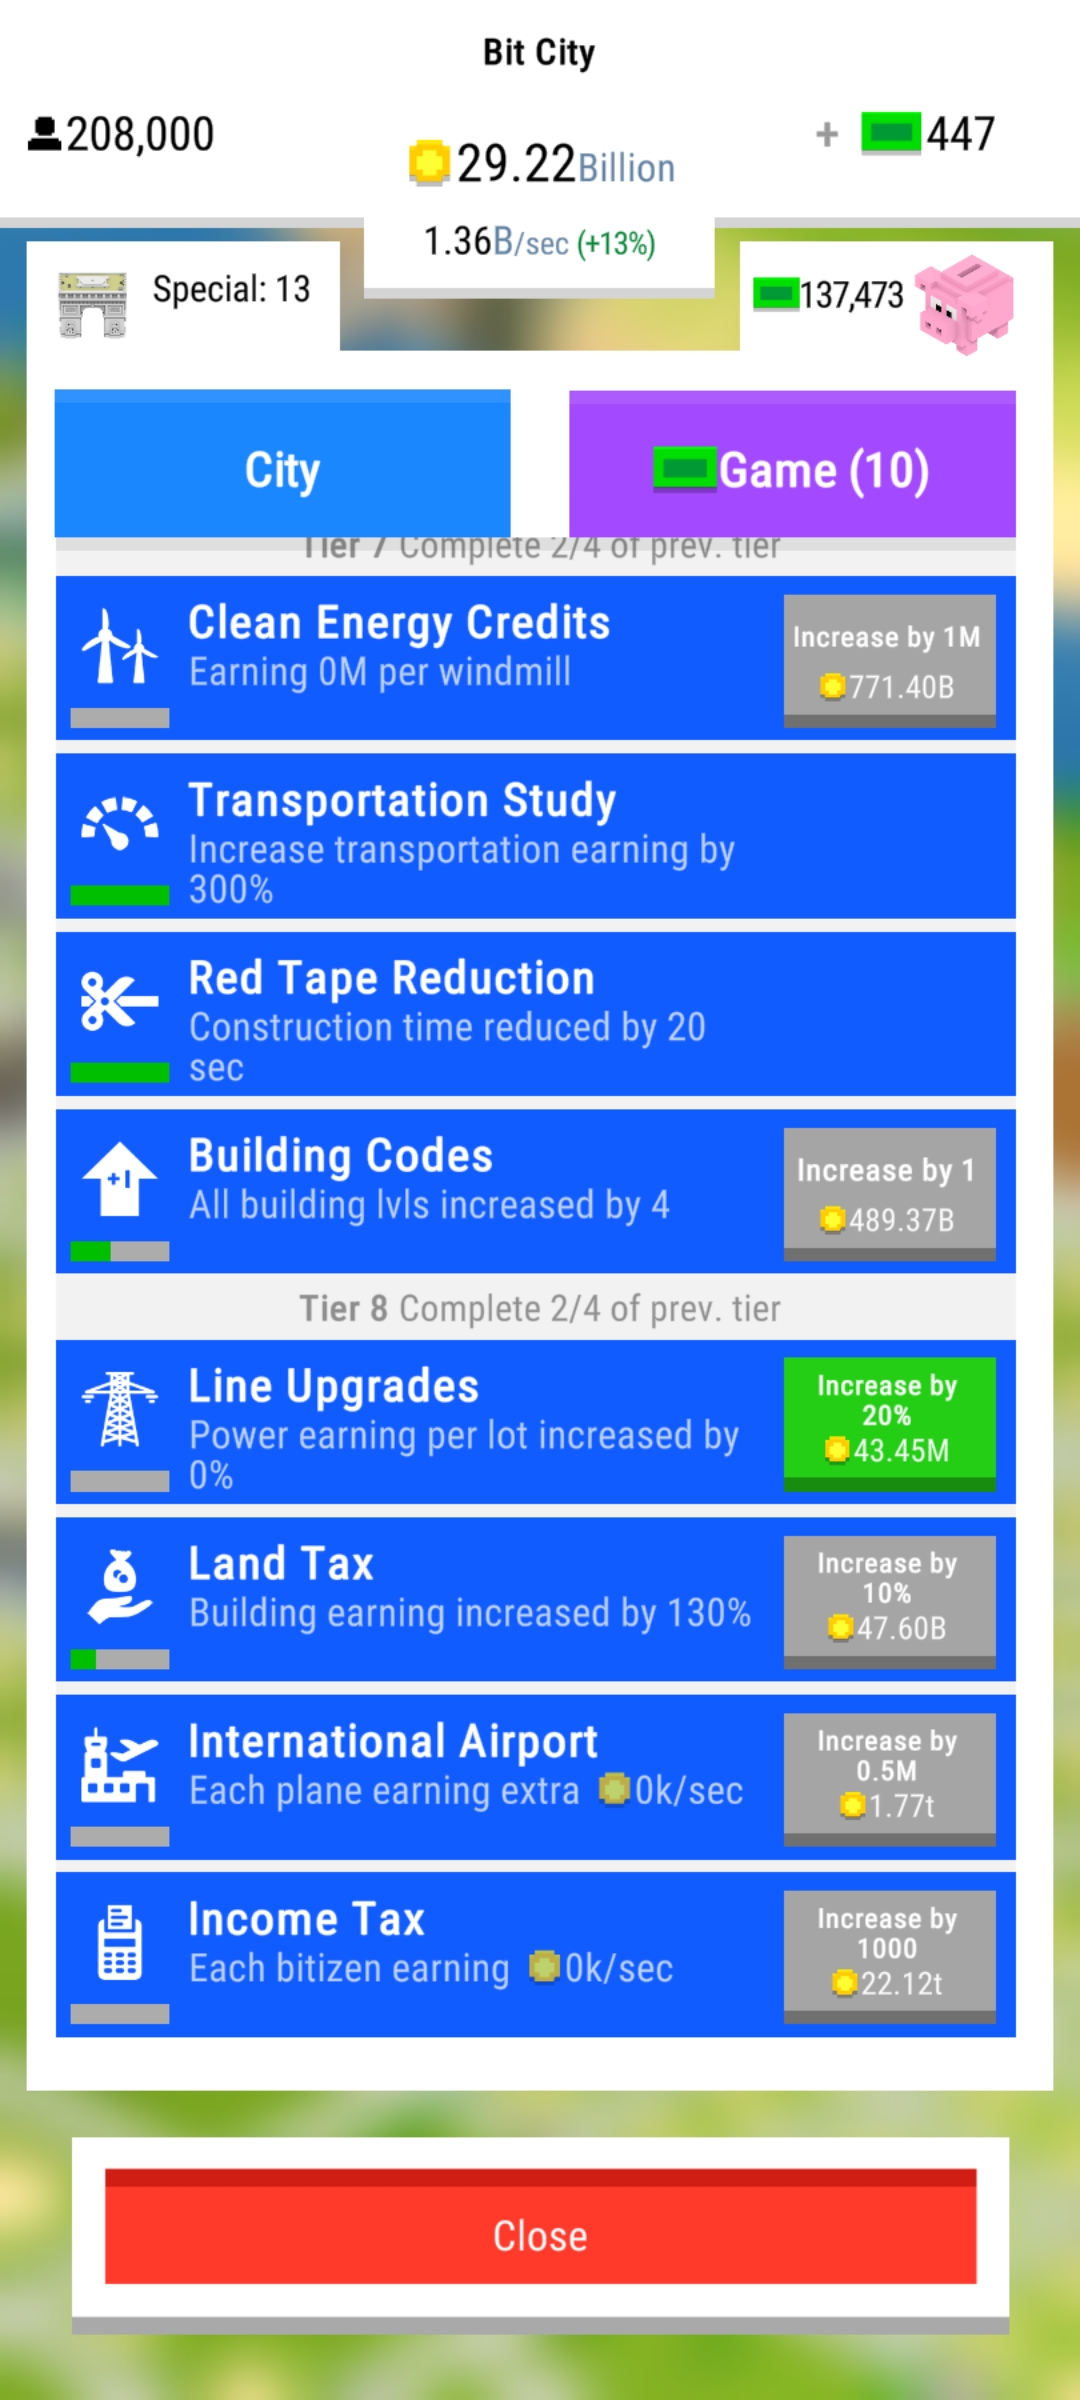 Bit City
208,000
29.22Billion
+ 447
1.36B/sec (+13%)
Special: 13
137,473
City
Game (10)
Tier 7 Complete 2/4 of prev. tier
Clean Energy Credits
Earning 0M per windmill
Increase by 1M
771.40B
Transportation Study
Increase transportation earning by
300%
Red Tape Reduction
Construction time reduced by 20
sec
+1
Building Codes
All building lvls increased by 4
Increase by 1
489.37B
Tier 8 Complete 2/4 of prev. tier
Line Upgrades
Power earning per lot increased by
0%
Increase by
20%
43.45M
Land Tax
Building earning increased by 130%
Increase by
10%
47.60B
International Airport
Each plane earning extra 0k/sec
Increase by
0.5M
1.77t
Income Tax
Each bitizen earning 0k/sec
Increase by
1000
22.12t
Close